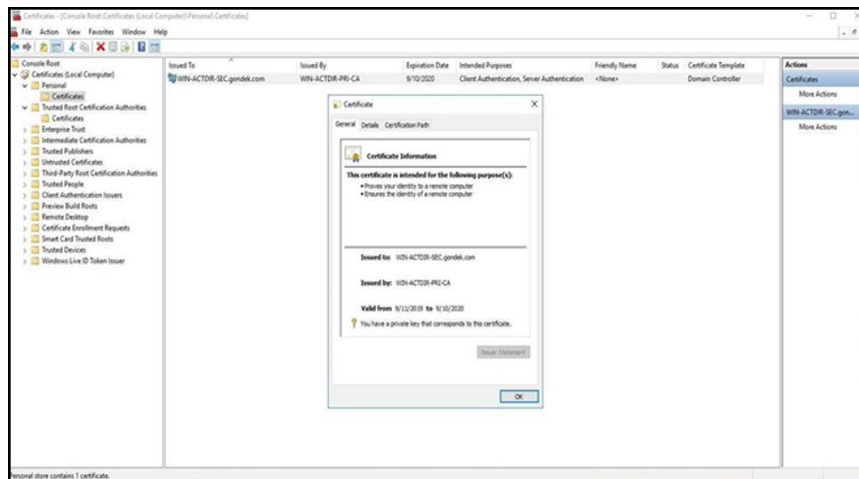 Certificates - [Console Root\Certificates (Local Computer)\Personal\Certificates]
File Action View Favorites Window Help
Console Root
Certificates (Local Computer)
Personal
Certificates
Trusted Root Certification Authorities
Certificates
Enterprise Trust
Intermediate Certification Authorities
Trusted Publishers
Untrusted Certificates
Third-Party Root Certification Authorities
Trusted People
Client Authentication Issuers
Preview Build Roots
Remote Desktop
Certificate Enrollment Requests
Smart Card Trusted Roots
Trusted Devices
Windows Live ID Token Issuer
Issued To Issued By Expiration Date Intended Purposes Friendly Name Status Certificate Template
WIN-ACTDIR-SEC.gondek.com WIN-ACTDIR-PRI-CA 9/10/2020 Client Authentication, Server Authentication <None> Domain Controller
Certificate
General Details Certification Path
Certificate Information
This certificate is intended for the following purpose(s):
• Proves your identity to a remote computer
• Ensures the identity of a remote computer
Issued to: WIN-ACTDIR-SEC.gondek.com
Issued by: WIN-ACTDIR-PRI-CA
Valid from 9/11/2019 to 9/10/2020
You have a private key that corresponds to this certificate.
Issuer Statement
OK
Actions
Certificates
More Actions
WIN-ACTDIR-SEC.gon...
More Actions
Personal store contains 1 certificate.